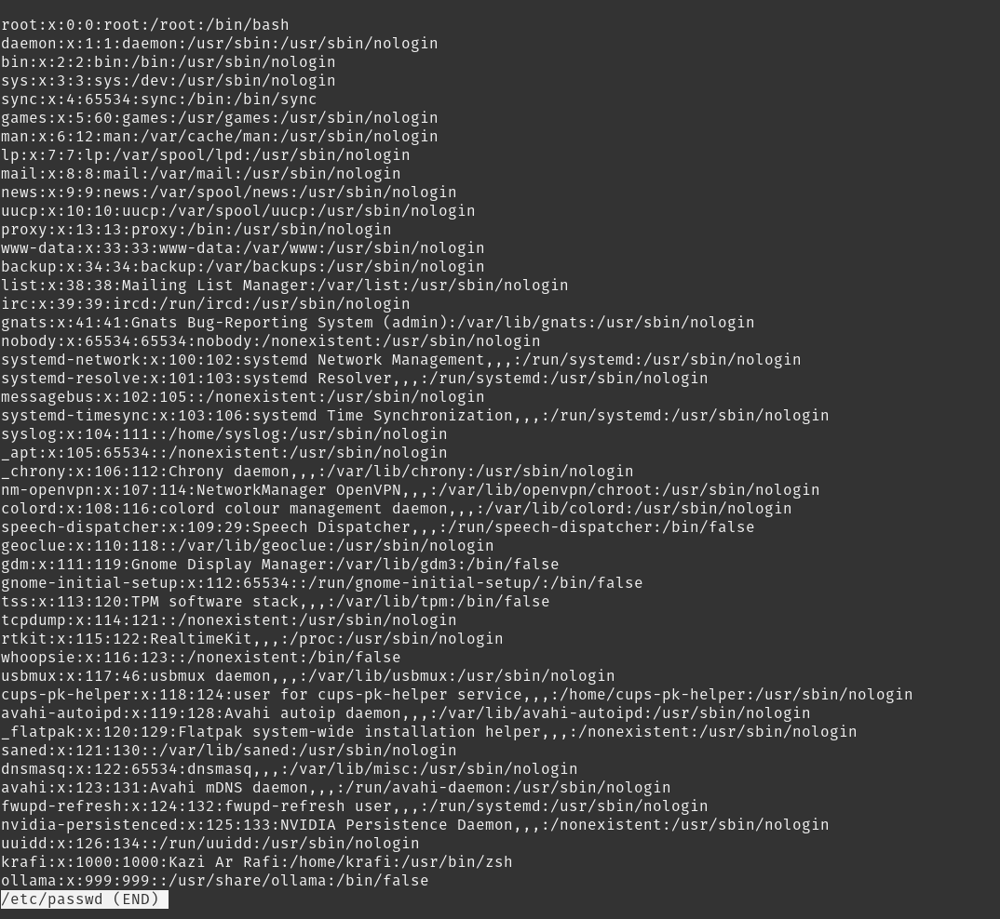 root:x:0:0:root:/root:/bin/bash
daemon:x:1:1:daemon:/usr/sbin:/usr/sbin/nologin
bin:x:2:2:bin:/bin:/usr/sbin/nologin
sys:x:3:3:sys:/dev:/usr/sbin/nologin
sync:x:4:65534:sync:/bin:/bin/sync
games:x:5:60:games:/usr/games:/usr/sbin/nologin
man:x:6:12:man:/var/cache/man:/usr/sbin/nologin
lp:x:7:7:lp:/var/spool/lpd:/usr/sbin/nologin
mail:x:8:8:mail:/var/mail:/usr/sbin/nologin
news:x:9:9:news:/var/spool/news:/usr/sbin/nologin
uucp:x:10:10:uucp:/var/spool/uucp:/usr/sbin/nologin
proxy:x:13:13:proxy:/bin:/usr/sbin/nologin
www-data:x:33:33:www-data:/var/www:/usr/sbin/nologin
backup:x:34:34:backup:/var/backups:/usr/sbin/nologin
list:x:38:38:Mailing List Manager:/var/list:/usr/sbin/nologin
irc:x:39:39:ircd:/run/ircd:/usr/sbin/nologin
gnats:x:41:41:Gnats Bug-Reporting System (admin):/var/lib/gnats:/usr/sbin/nologin
nobody:x:65534:65534:nobody:/nonexistent:/usr/sbin/nologin
systemd-network:x:100:102:systemd Network Management,,,:/run/systemd:/usr/sbin/nologin
systemd-resolve:x:101:103:systemd Resolver,,,:/run/systemd:/usr/sbin/nologin
messagebus:x:102:105::/nonexistent:/usr/sbin/nologin
systemd-timesync:x:103:106:systemd Time Synchronization,,,:/run/systemd:/usr/sbin/nologin
syslog:x:104:111::/home/syslog:/usr/sbin/nologin
_apt:x:105:65534::/nonexistent:/usr/sbin/nologin
_chrony:x:106:112:Chrony daemon,,,:/var/lib/chrony:/usr/sbin/nologin
nm-openvpn:x:107:114:NetworkManager OpenVPN,,,:/var/lib/openvpn/chroot:/usr/sbin/nologin
colord:x:108:116:colord colour management daemon,,,:/var/lib/colord:/usr/sbin/nologin
speech-dispatcher:x:109:29:Speech Dispatcher,,,:/run/speech-dispatcher:/bin/false
geoclue:x:110:118::/var/lib/geoclue:/usr/sbin/nologin
gdm:x:111:119:Gnome Display Manager:/var/lib/gdm3:/bin/false
gnome-initial-setup:x:112:65534::/run/gnome-initial-setup/:/bin/false
tss:x:113:120:TPM software stack,,,:/var/lib/tpm:/bin/false
tcpdump:x:114:121::/nonexistent:/usr/sbin/nologin
rtkit:x:115:122:RealtimeKit,,,:/proc:/usr/sbin/nologin
whoopsie:x:116:123::/nonexistent:/bin/false
usbmux:x:117:46:usbmux daemon,,,:/var/lib/usbmux:/usr/sbin/nologin
cups-pk-helper:x:118:124:user for cups-pk-helper service,,,:/home/cups-pk-helper:/usr/sbin/nologin
avahi-autoipd:x:119:128:Avahi autoip daemon,,,:/var/lib/avahi-autoipd:/usr/sbin/nologin
_flatpak:x:120:129:Flatpak system-wide installation helper,,,:/nonexistent:/usr/sbin/nologin
saned:x:121:130::/var/lib/saned:/usr/sbin/nologin
dnsmasq:x:122:65534:dnsmasq,,,:/var/lib/misc:/usr/sbin/nologin
avahi:x:123:131:Avahi mDNS daemon,,,:/run/avahi-daemon:/usr/sbin/nologin
fwupd-refresh:x:124:132:fwupd-refresh user,,,:/run/systemd:/usr/sbin/nologin
nvidia-persistenced:x:125:133:NVIDIA Persistence Daemon,,,:/nonexistent:/usr/sbin/nologin
uuidd:x:126:134::/run/uuidd:/usr/sbin/nologin
krafi:x:1000:1000:Kazi Ar Rafi:/home/krafi:/usr/bin/zsh
ollama:x:999:999::/usr/share/ollama:/bin/false
/etc/passwd (END)